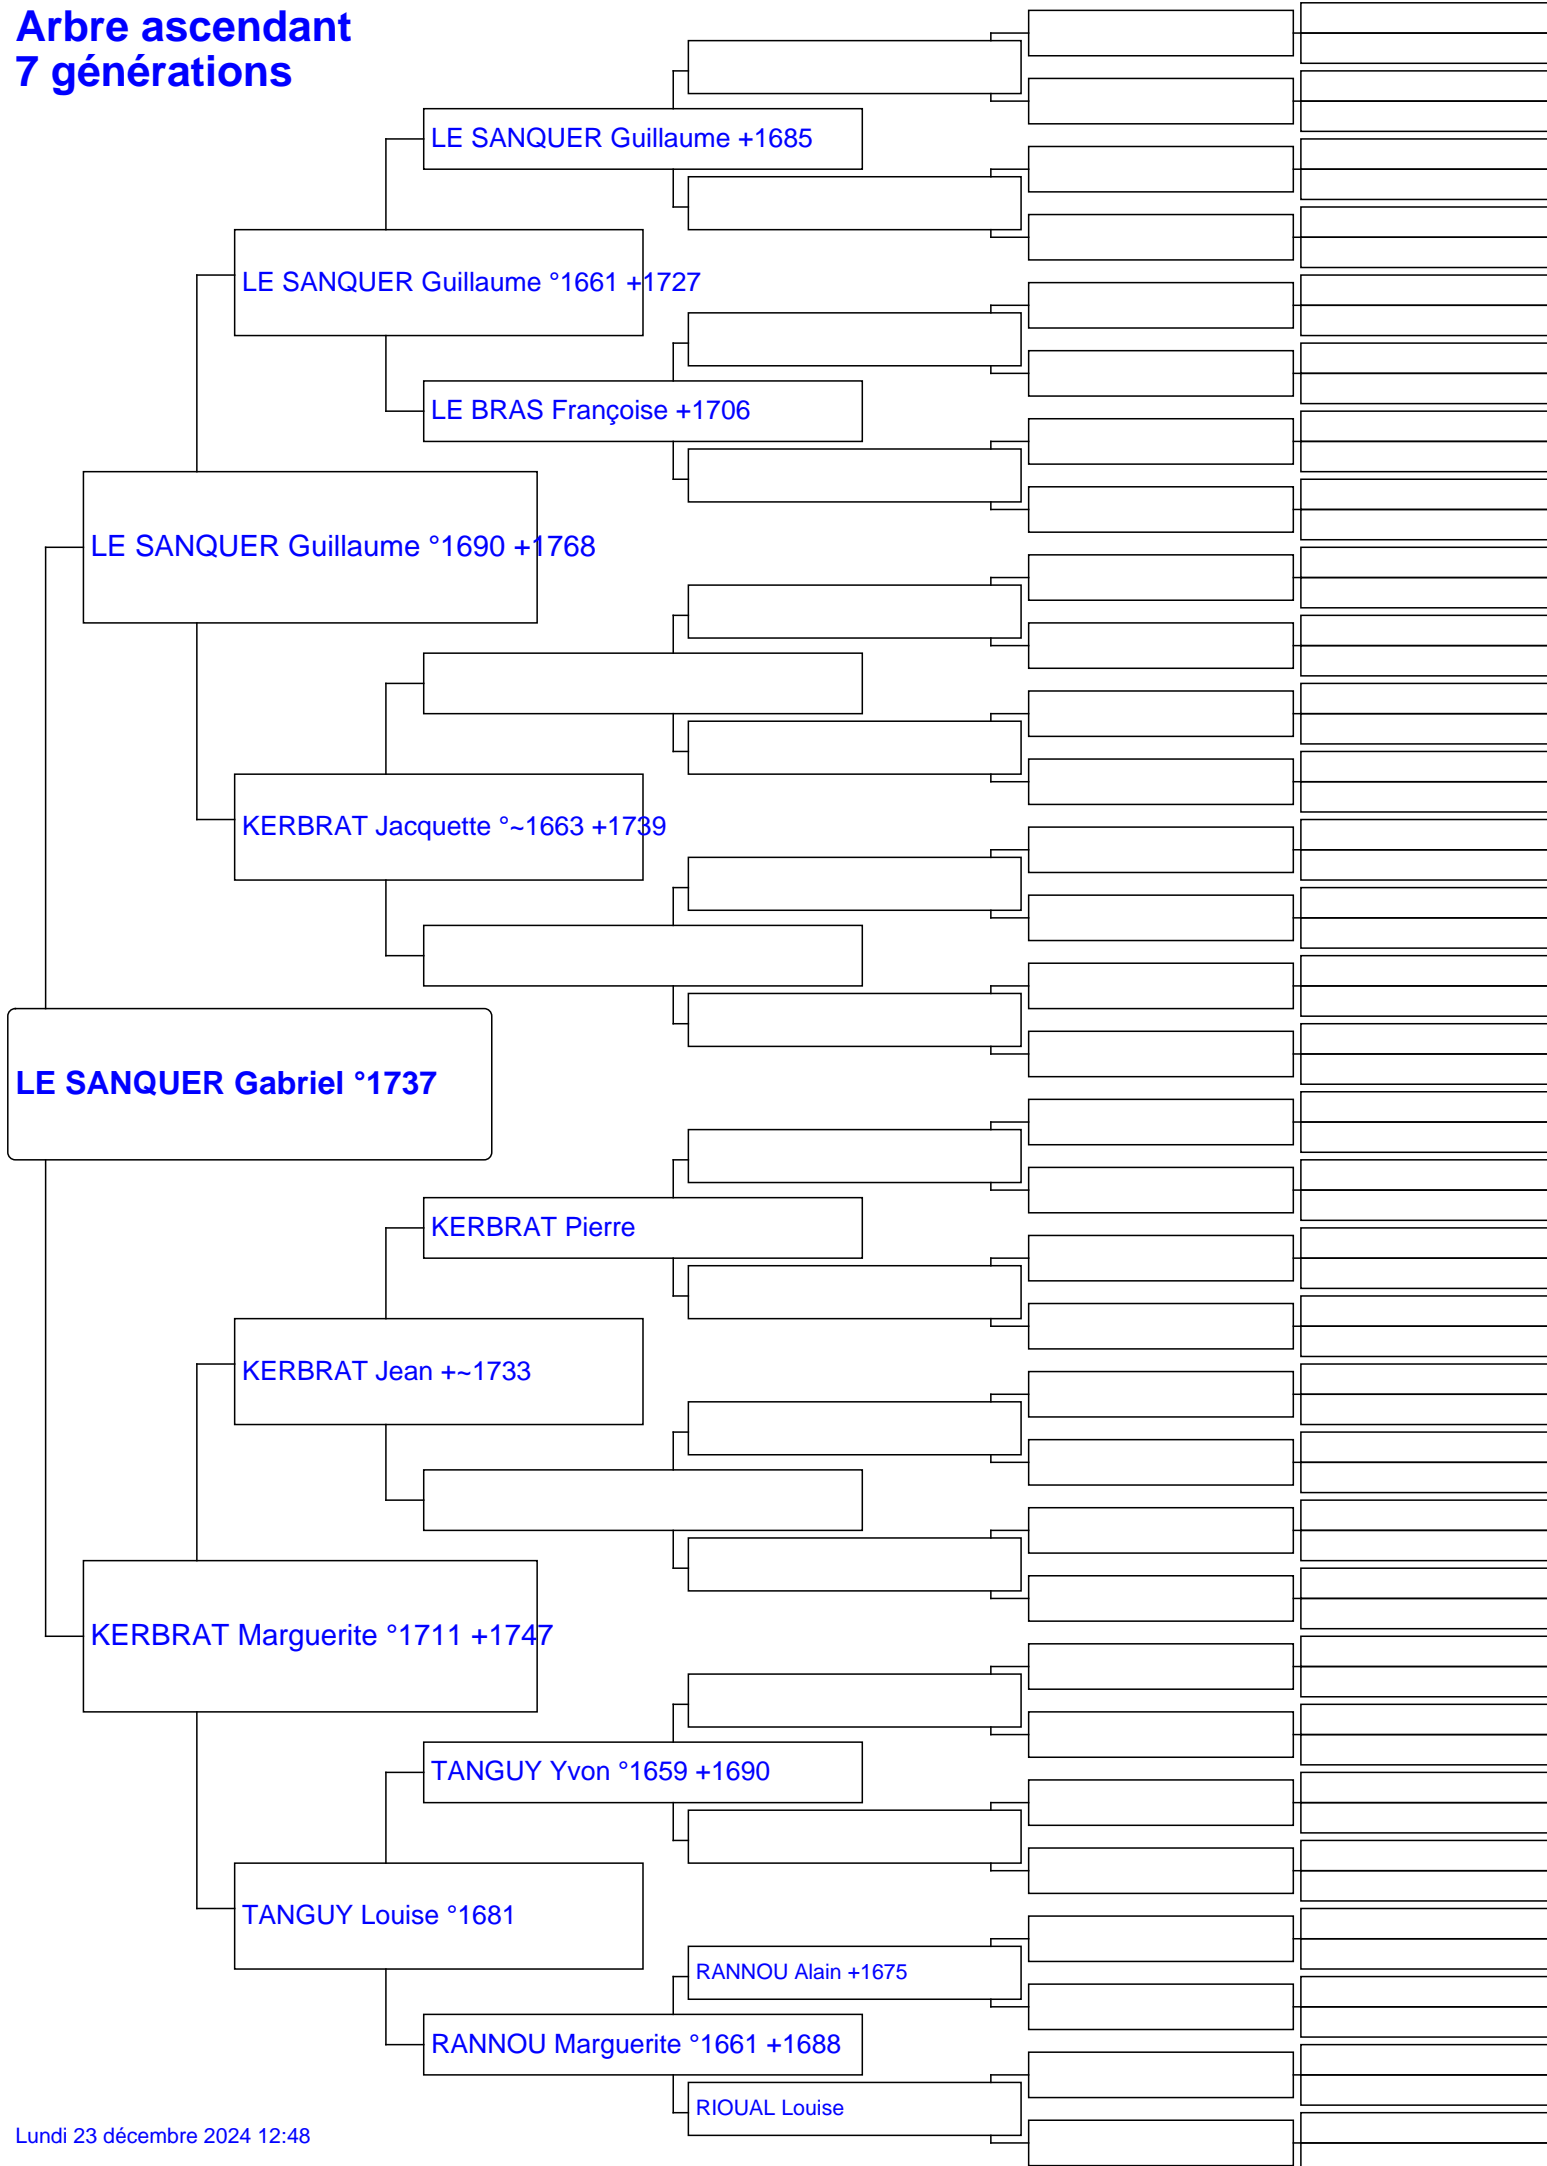 Arbre ascendant
7 générations
LE SANQUER Guillaume +1685
LE SANQUER Guillaume °1661 +1727
LE BRAS Françoise +1706
LE SANQUER Guillaume °1690 +1768
KERBRAT Jacquette °~1663 +1739
LE SANQUER Gabriel °1737
KERBRAT Pierre
KERBRAT Jean +~1733
KERBRAT Marguerite °1711 +1747
TANGUY Yvon °1659 +1690
TANGUY Louise °1681
RANNOU Alain +1675
RANNOU Marguerite °1661 +1688
RIOUAL Louise
Lundi 23 décembre 2024 12:48